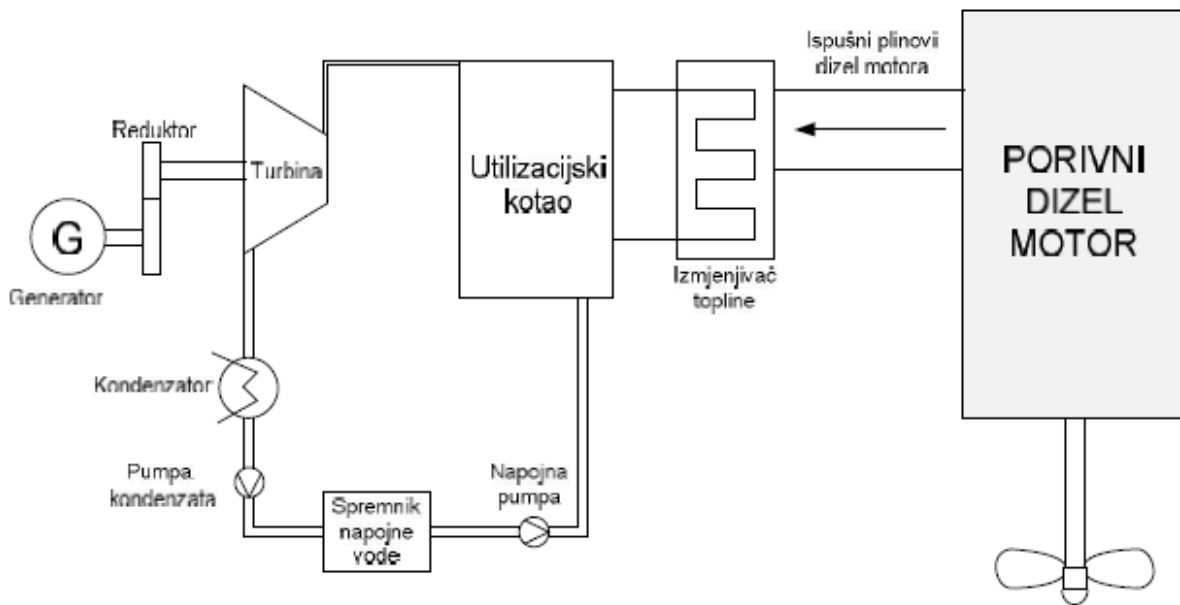 Ispušni plinovii
dizel motora
Reduktor
Turbina
Utilizacijski
kotao
PORIVNI
DIZEL
MOTOR
G
Generator
Izmjenjivač
topline
Kondenzator
Pumpa
kondenzata
Napojna
pumpa
Spremnik
napojne
vode